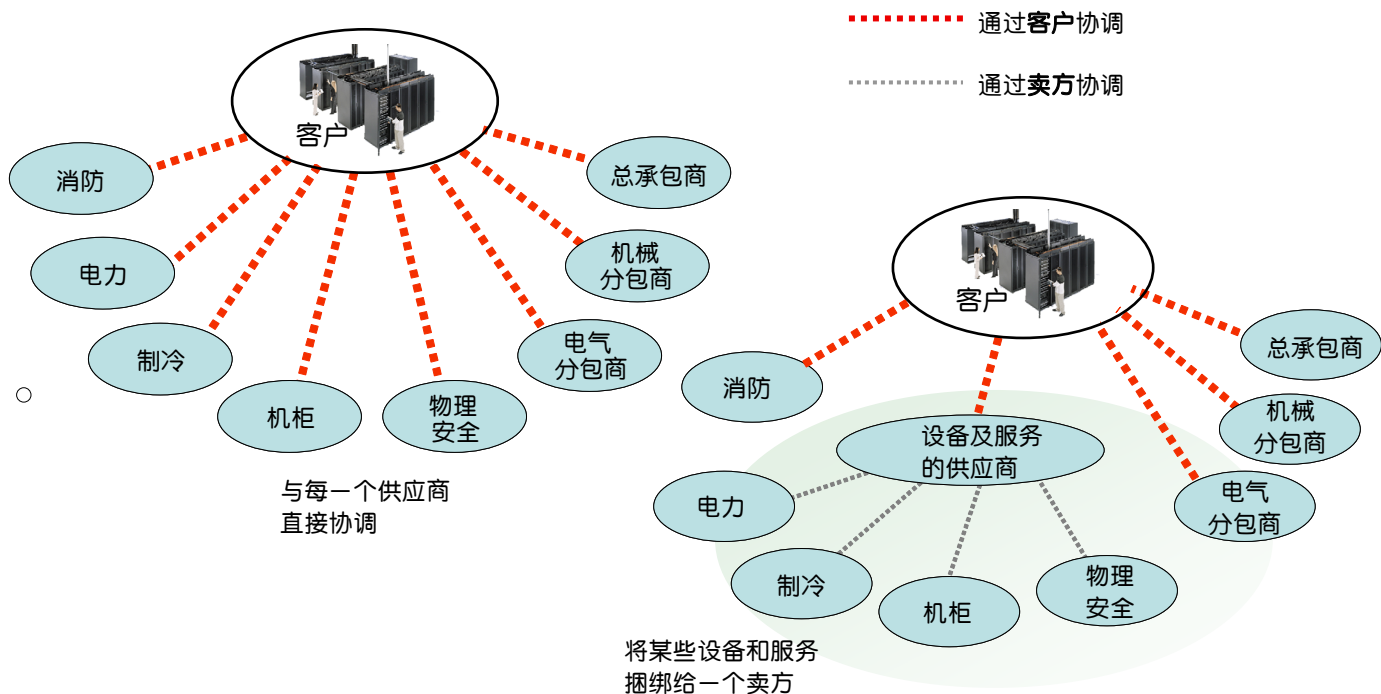 通过客户协调
通过卖方协调
客户
消防
电力
制冷
机柜
物理
安全
电气
分包商
机械
分包商
总承包商
与每一个供应商
直接协调
客户
消防
设备及服务
的供应商
电力
制冷
机柜
物理
安全
电气
分包商
机械
分包商
总承包商
将某些设备和服务
捆绑给一个卖方